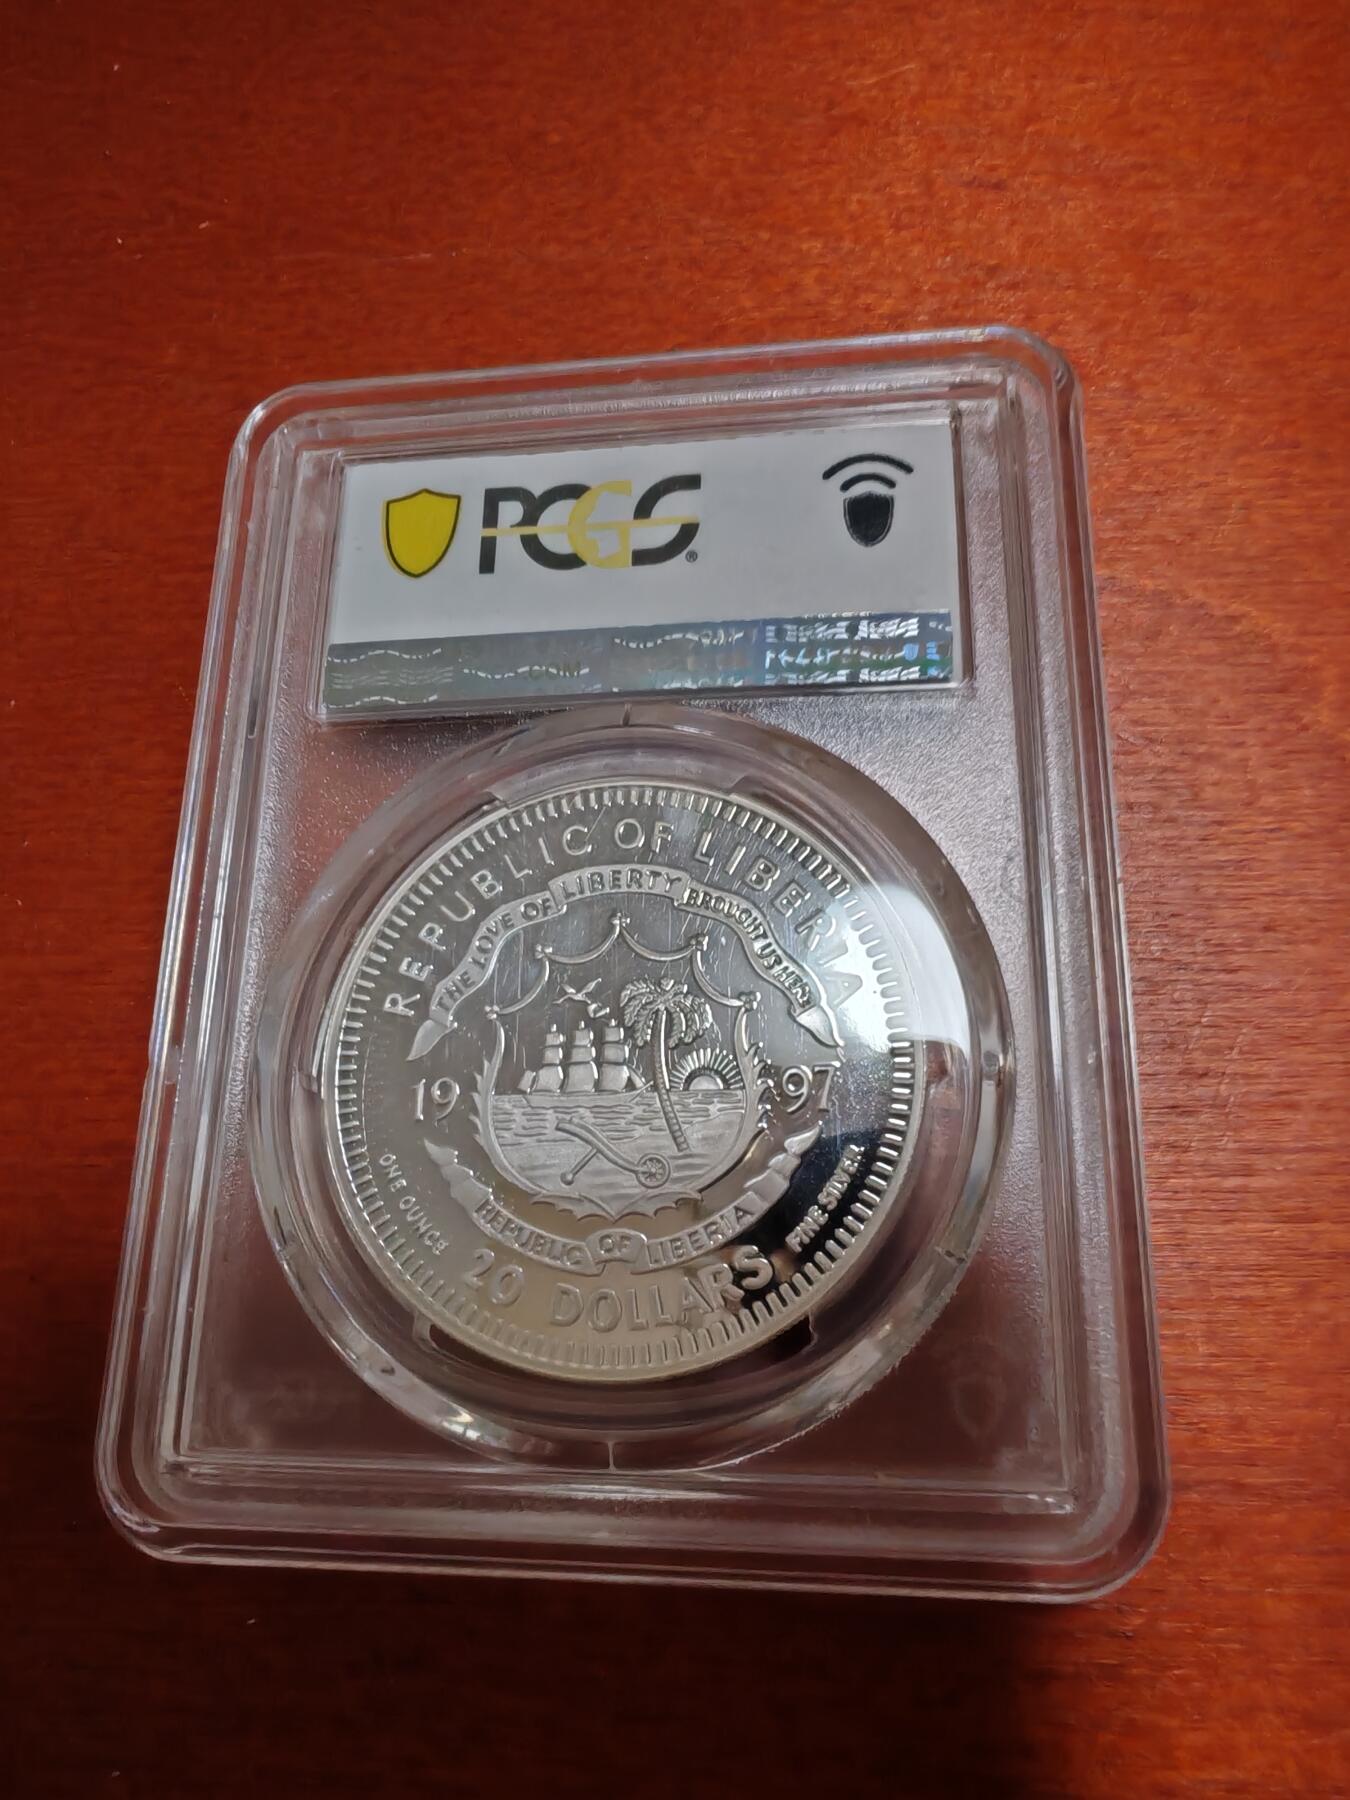 PCGS®
.COM
REPUBLIC OF LIBERIA
THE LOVE OF LIBERTY BROUGHT US HERE
19 97
ONE OUNCE
FINE SILVER
REPUBLIC OF LIBERIA
20 DOLLARS